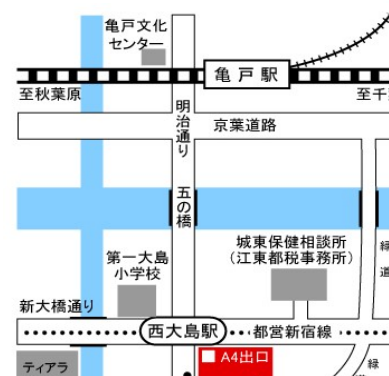 亀戸文化
センター
亀戸駅
至秋葉原
至千
明治通り
京葉道路
五の橋
城東保健相談所
(江東都税事務所)
緑道
第一大島
小学校
新大橋通り
西大島駅
都営新宿線
A4出口
ティアラ
緑